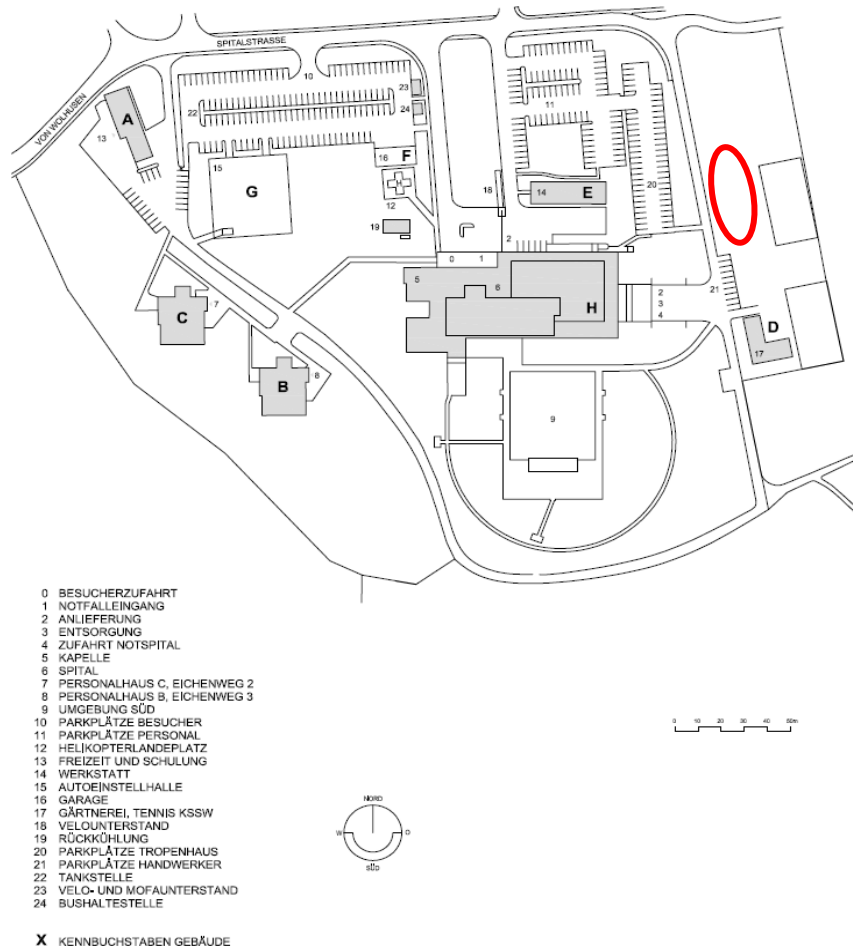 SPITALSTRASSE
VON WOLHUSEN
10
23
24
22
11
A
13
15
16
F
G
H
12
19
18
14
E
20
2
0
1
5
6
H
2
3
4
21
D
17
7
C
8
B
9
0 BESUCHERZUFAHRT
1 NOTFALLEINGANG
2 ANLIEFERUNG
3 ENTSORGUNG
4 ZUFAHRT NOTSPITAL
5 KAPELLE
6 SPITAL
7 PERSONALHAUS C, EICHENWEG 2
8 PERSONALHAUS B, EICHENWEG 3
9 UMGEBUNG SÜD
10 PARKPLÄTZE BESUCHER
11 PARKPLÄTZE PERSONAL
12 HELIKOPTERLANDEPLATZ
13 FREIZEIT UND SCHULUNG
14 WERKSTATT
15 AUTOEINSTELLHALLE
16 GARAGE
17 GÄRTNEREI, TENNIS KSSW
18 VELOUNTERSTAND
19 RÜCKKÜHLUNG
20 PARKPLÄTZE TROPENHAUS
21 PARKPLÄTZE HANDWERKER
22 TANKSTELLE
23 VELO- UND MOFAUNTERSTAND
24 BUSHALTESTELLE
X KENNBUCHSTABEN GEBÄUDE
0 10 20 30 40 50m
NORD
W O
SÜD